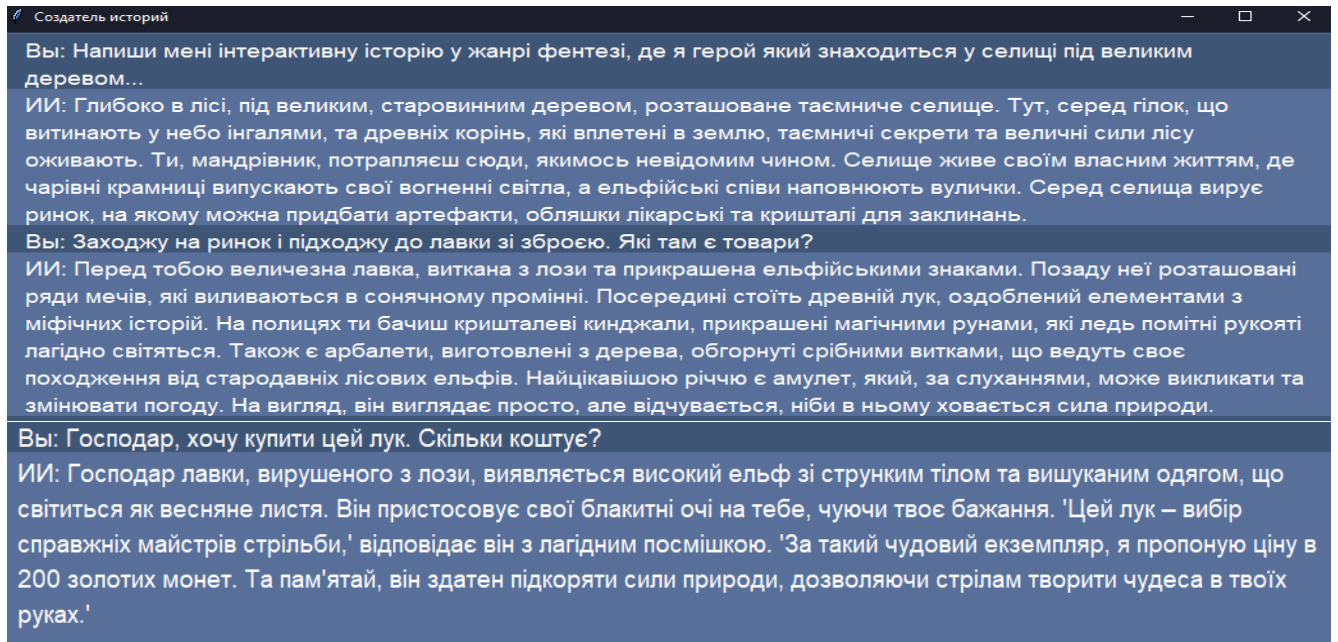 Создатель историй
Вы: Напиши мені інтерактивну історію у жанрі фентезі, де я герой який знаходиться у селищі під великим
деревом...
ИИ: Глибоко в лісі, під великим, старовинним деревом, розташоване таємниче селище. Тут, серед гілок, що
витинають у небо інгалями, та древніх корінь, які вплетені в землю, таємничі секрети та величні сили лісу
оживають. Ти, мандрівник, потрапляєш сюди, якимось невідомим чином. Селище живе своїм власним життям, де
чарівні крамниці випускають свої вогненні світла, а ельфійські співи наповнюють вулички. Серед селища вирує
ринок, на якому можна придбати артефакти, обляшки лікарські та кришталі для заклинань.
Вы: Заходжу на ринок і підходжу до лавки зі зброєю. Які там є товари?
ИИ: Перед тобою величезна лавка, виткана з лози та прикрашена ельфійськими знаками. Позаду неї розташовані
ряди мечів, які виливаються в сонячному промінні. Посередині стоїть древній лук, оздоблений елементами з
міфічних історій. На полицях ти бачиш кришталеві кинджали, прикрашені магічними рунами, які ледь помітні рукояті
лагідно світяться. Також є арбалети, виготовлені з дерева, обгорнуті срібними витками, що ведуть своє
походження від стародавніх лісових ельфів. Найцікавішою річчю є амулет, який, за слуханнями, може викликати та
змінювати погоду. На вигляд, він виглядає просто, але відчувається, ніби в ньому ховається сила природи.
Вы: Господар, хочу купити цей лук. Скільки коштує?
ИИ: Господар лавки, вирушеного з лози, виявляється високий ельф зі струнким тілом та вишуканим одягом, що
світиться як весняне листя. Він пристосовує свої блакитні очі на тебе, чуючи твоє бажання. 'Цей лук – вибір
справжніх майстрів стрільби,' відповідає він з лагідним посмішкою. 'За такий чудовий екземпляр, я пропоную ціну в
200 золотих монет. Та пам'ятай, він здатен підкоряти сили природи, дозволяючи стрілам творити чудеса в твоїх
руках.'